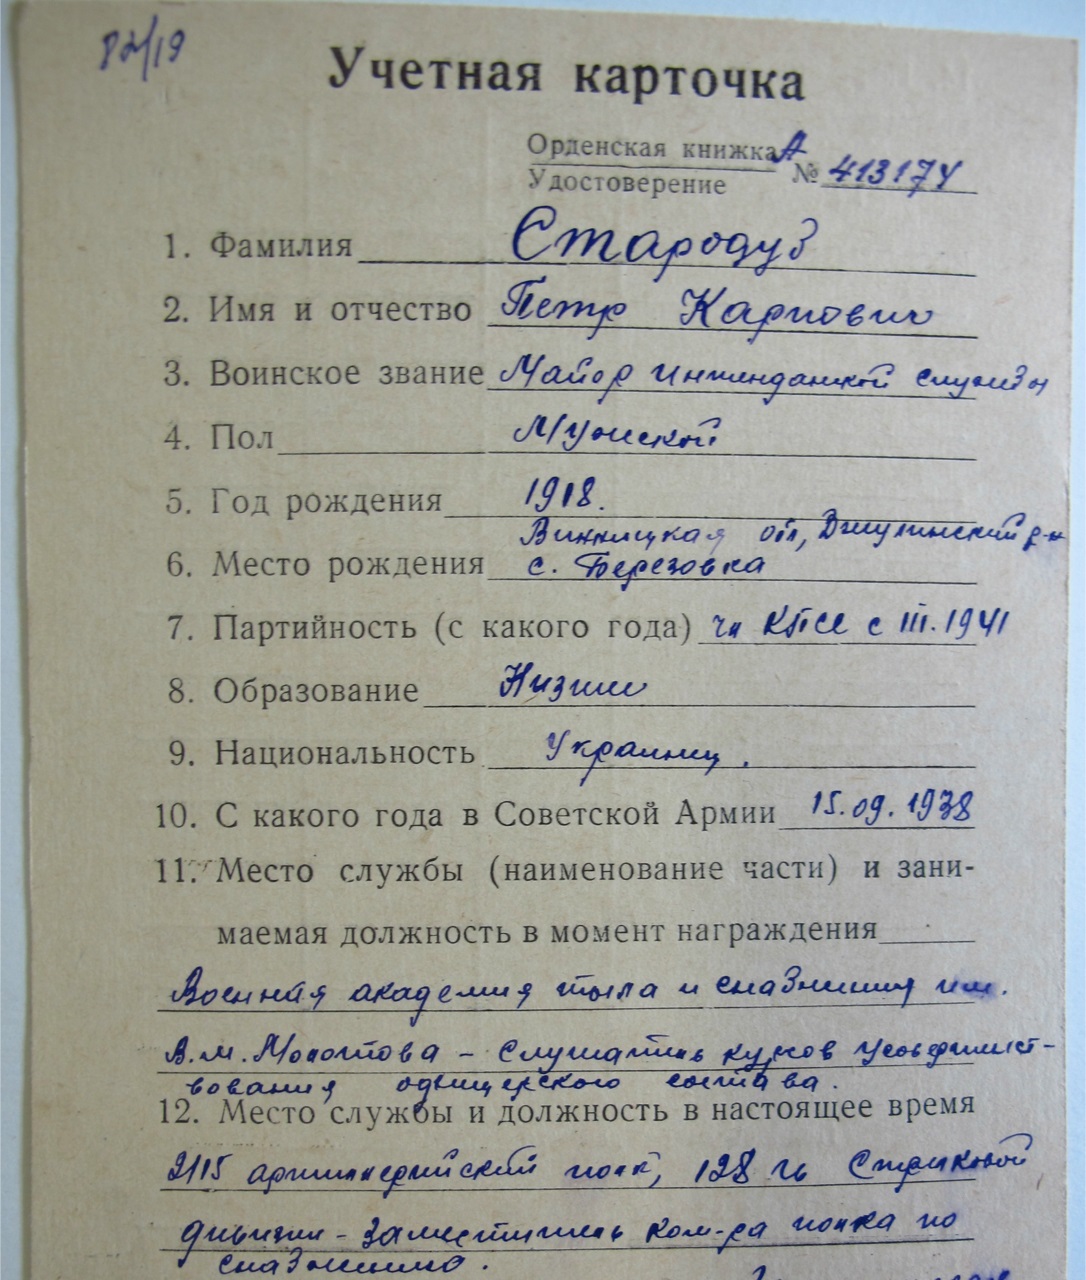 82/19
Учетная карточка
Орденская книжка А
Удостоверение № 413174
1. Фамилия Стародуб
2. Имя и отчество Петр Карпович
3. Воинское звание Майор интендантской службы
4. Пол Мужской
5. Год рождения 1918.
Винницкая обл, Джулинский р-н
6. Место рождения с. Березовка
7. Партийность (с какого года) чл КПСС с III.1941
8. Образование Низшее
9. Национальность Украинец.
10. С какого года в Советской Армии 15.09.1938
11. Место службы (наименование части) и зани-
маемая должность в момент награждения
Военная академия тыла и снабжения им.
В.М. Молотова – слушатель курсов усовершенст-
вования офицерского состава.
12. Место службы и должность в настоящее время
2115 артиллерийский полк, 128 гв Стрелковой
дивизии – заместитель ком-ра полка по
снабжению.